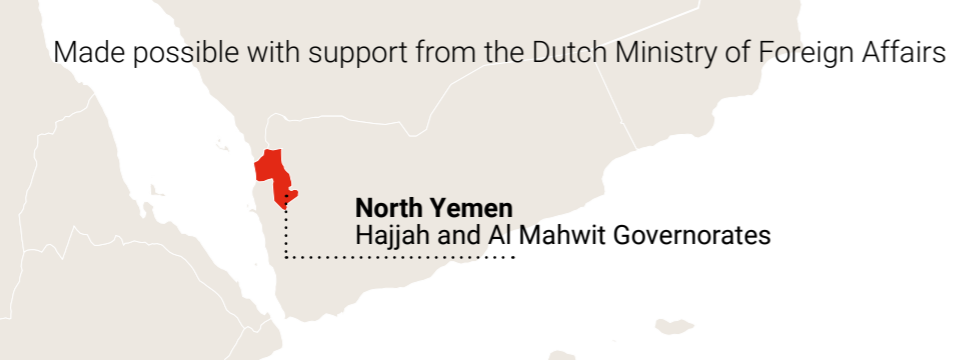 Made possible with support from the Dutch Ministry of Foreign Affairs
North Yemen
Hajjah and Al Mahwit Governorates